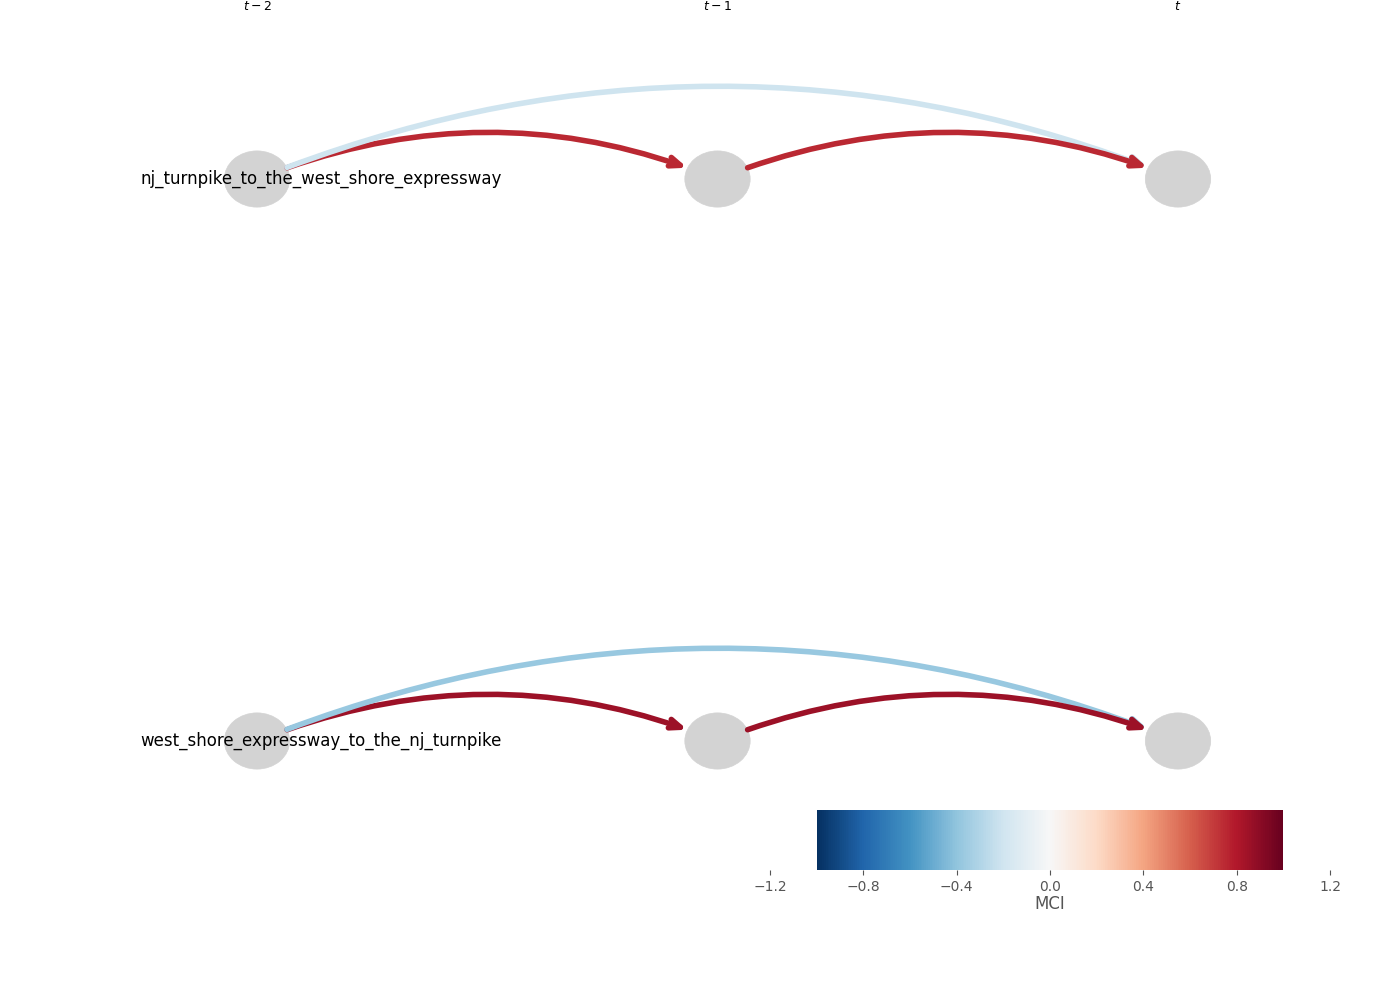 t − 2 t − 1 t
nj_turnpike_to_the_west_shore_expressway
west_shore_expressway_to_the_nj_turnpike
−1.2 −0.8 −0.4 0.0 0.4 0.8 1.2
MCI